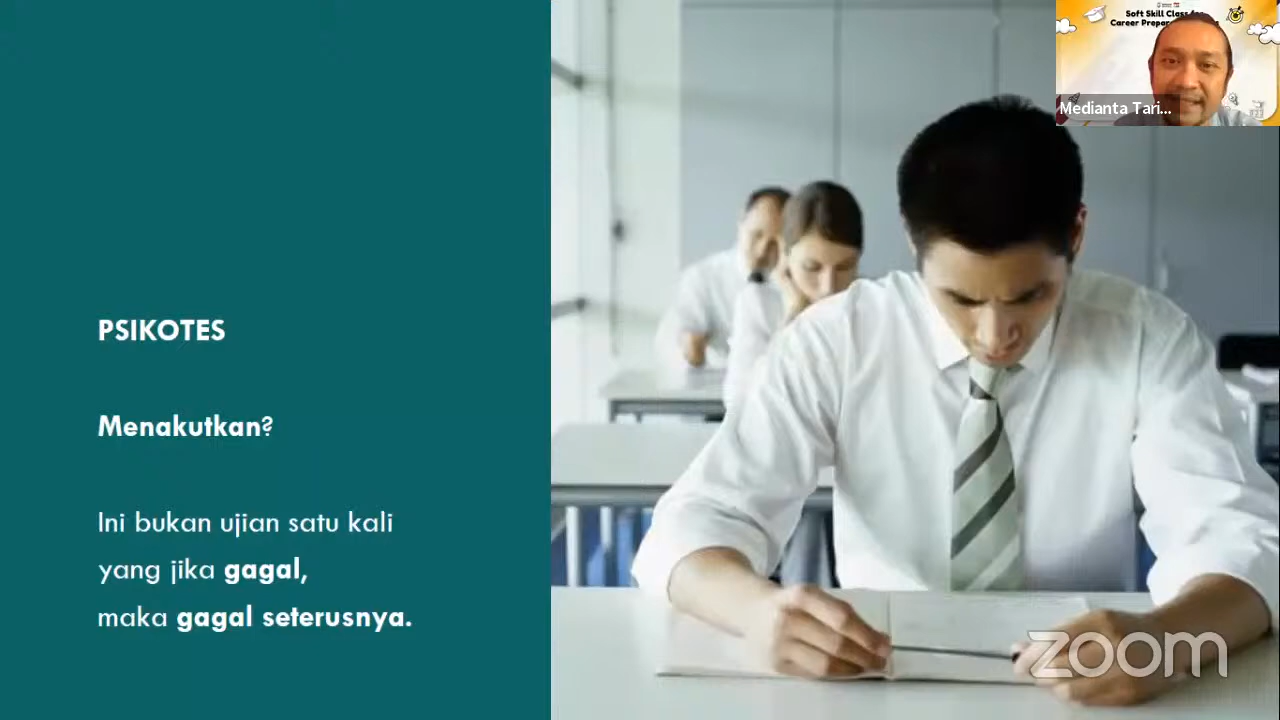 PSIKOTES
Menakutkan?
Ini bukan ujian satu kali
yang jika gagal,
maka gagal seterusnya.
Soft Skill Class for
Career Prepar
Medianta Tari...
zoom